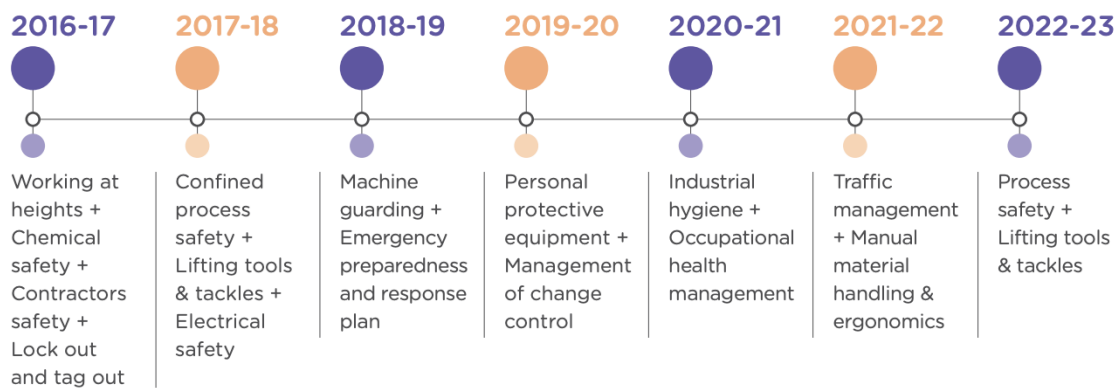 2016-17
Working at
heights +
Chemical
safety +
Contractors
safety +
Lock out
and tag out
2017-18
Confined
process
safety +
Lifting tools
& tackles +
Electrical
safety
2018-19
Machine
guarding +
Emergency
preparedness
and response
plan
2019-20
Personal
protective
equipment +
Management
of change
control
2020-21
Industrial
hygiene +
Occupational
health
management
2021-22
Traffic
management
+ Manual
material
handling &
ergonomics
2022-23
Process
safety +
Lifting tools
& tackles